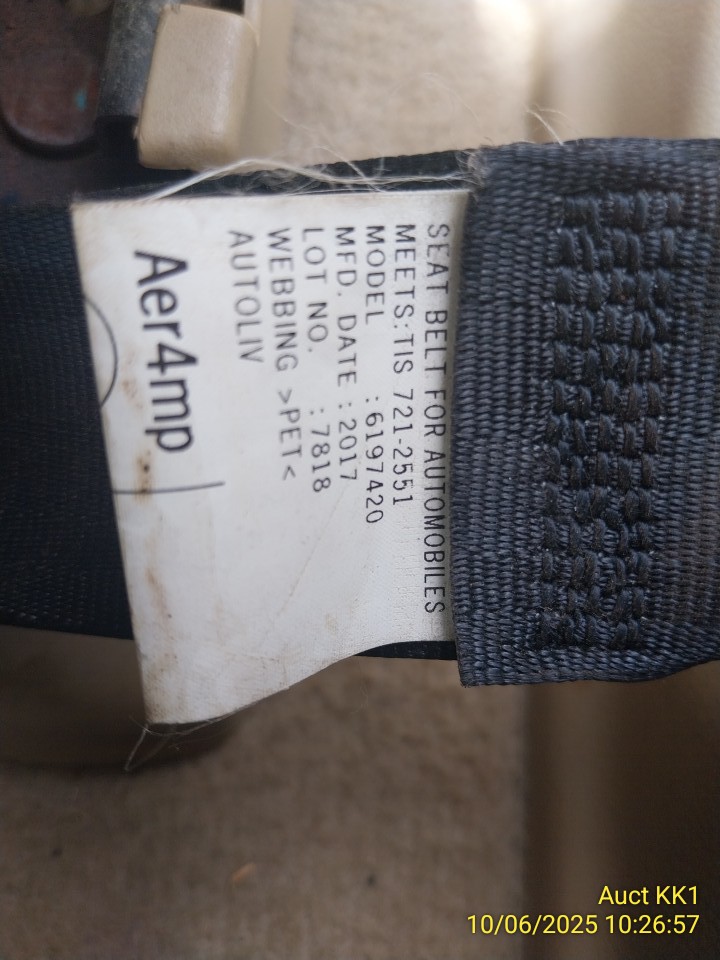 SEAT BELT FOR AUTOMOBILES
MEETS:TIS 721-2551
MODEL : 6197420
MFD. DATE : 2017
LOT NO. : 7818
WEBBING >PET<
AUTOLIV
Aer4mp
Auct KK1
10/06/2025 10:26:57